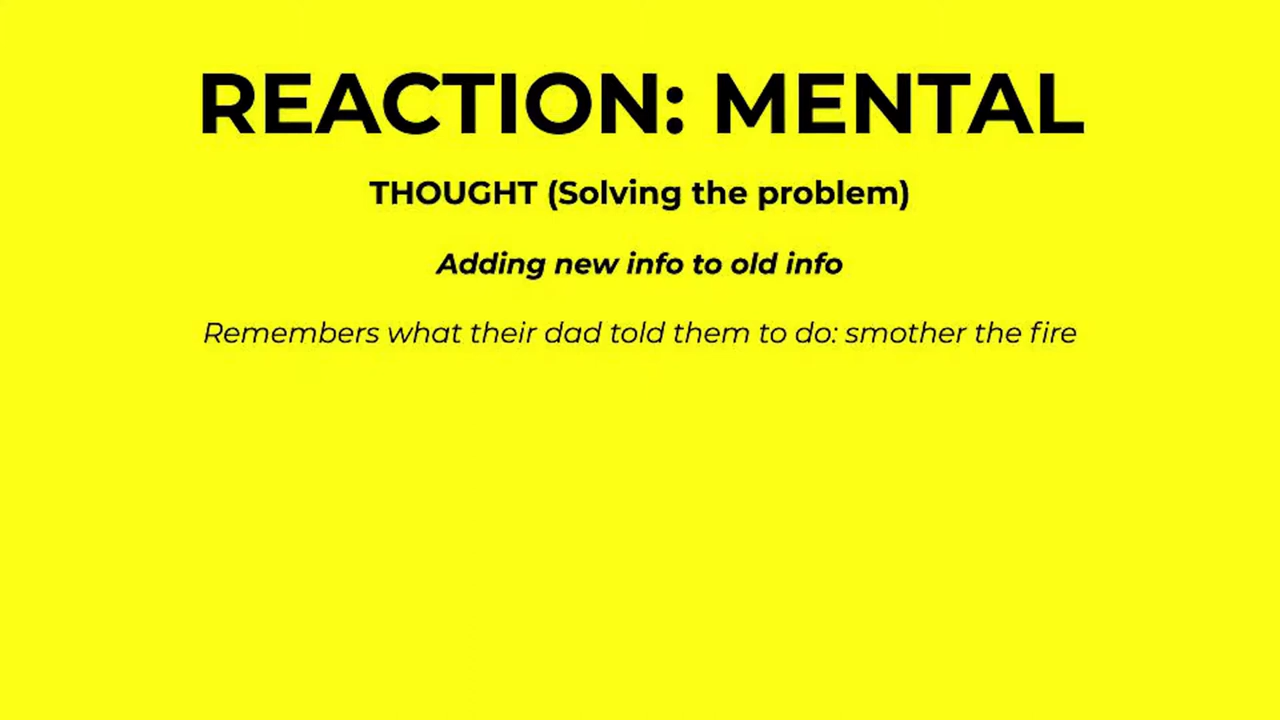 REACTION: MENTAL
THOUGHT (Solving the problem)
Adding new info to old info
Remembers what their dad told them to do: smother the fire